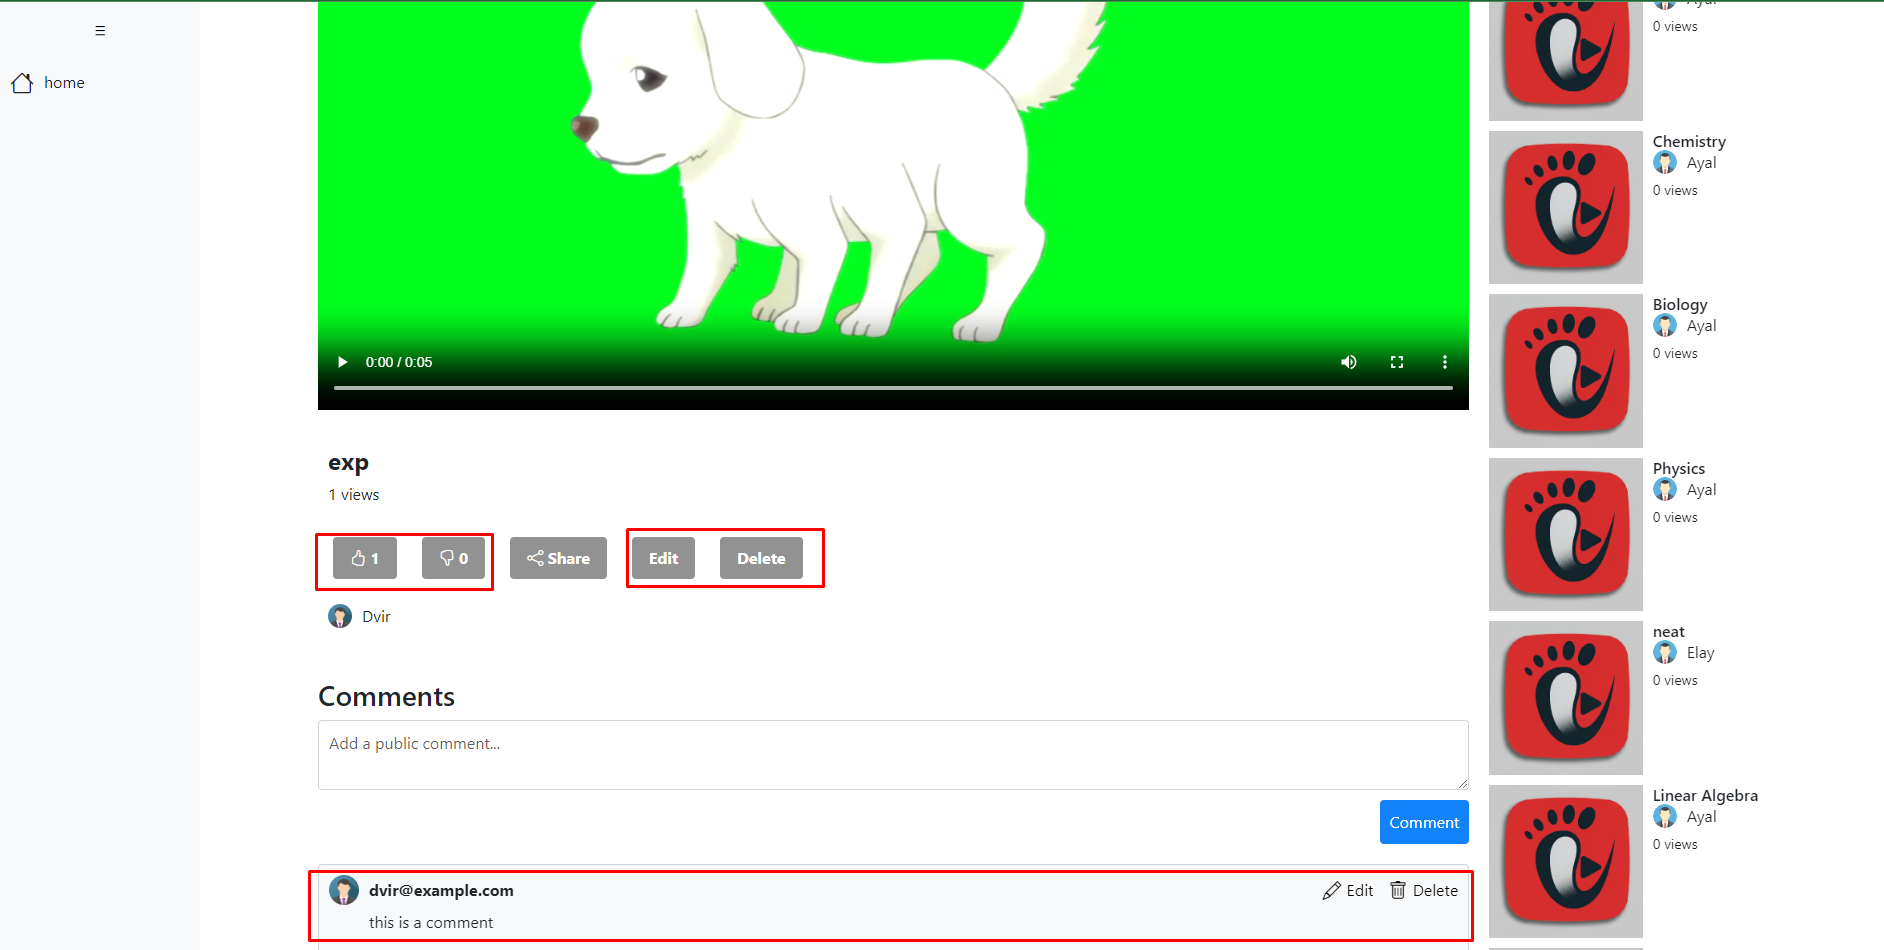 ☰
home
0:00 / 0:05
exp
1 views
1
0
Share
Edit
Delete
Dvir
Comments
Add a public comment...
Comment
dvir@example.com
Edit
Delete
this is a comment
Ayal
0 views
Chemistry
Ayal
0 views
Biology
Ayal
0 views
Physics
Ayal
0 views
neat
Elay
0 views
Linear Algebra
Ayal
0 views